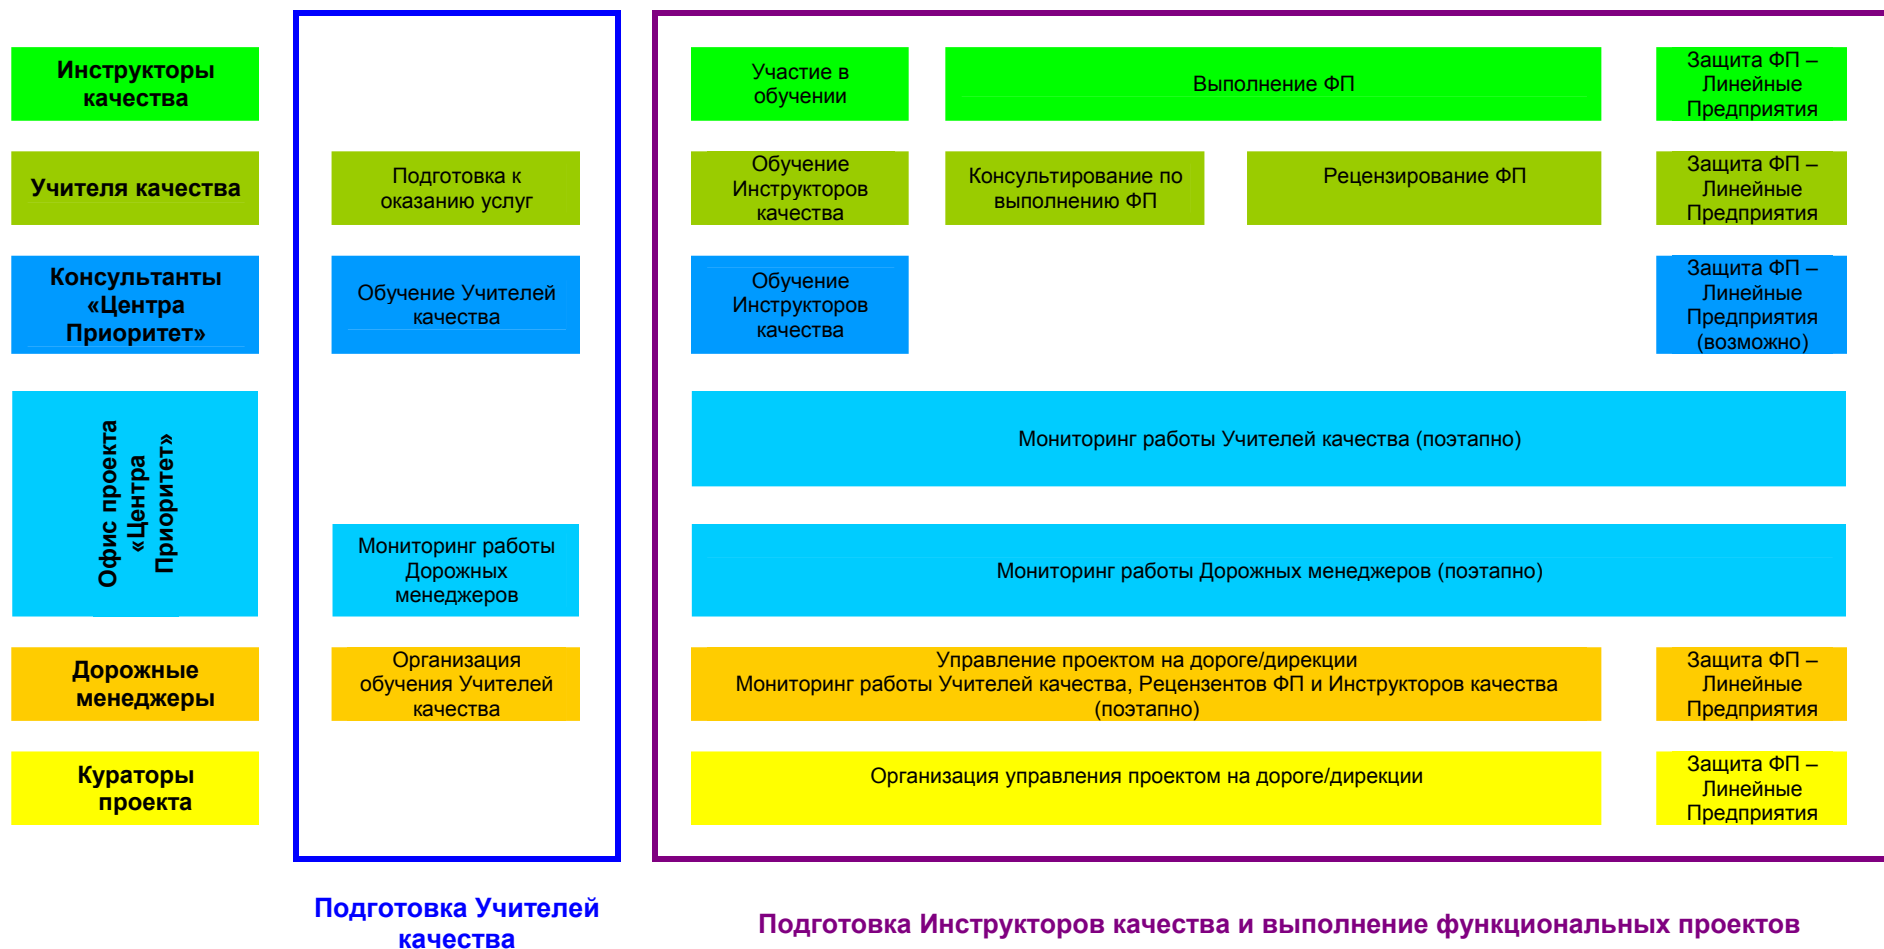 Инструкторы
качества
Участие в
обучении
Выполнение ФП
Защита ФП –
Линейные
Предприятия
Учителя качества
Подготовка к
оказанию услуг
Обучение
Инструкторов
качества
Консультирование по
выполнению ФП
Рецензирование ФП
Защита ФП –
Линейные
Предприятия
Консультанты
«Центра
Приоритет»
Обучение Учителей
качества
Обучение
Инструкторов
качества
Защита ФП –
Линейные
Предприятия
(возможно)
Офис проекта
«Центра
Приоритет»
Мониторинг работы Учителей качества (поэтапно)
Мониторинг работы
Дорожных
менеджеров
Мониторинг работы Дорожных менеджеров (поэтапно)
Дорожные
менеджеры
Организация
обучения Учителей
качества
Управление проектом на дороге/дирекции
Мониторинг работы Учителей качества, Рецензентов ФП и Инструкторов качества
(поэтапно)
Защита ФП –
Линейные
Предприятия
Кураторы
проекта
Организация управления проектом на дороге/дирекции
Защита ФП –
Линейные
Предприятия
Подготовка Учителей
качества
Подготовка Инструкторов качества и выполнение функциональных проектов